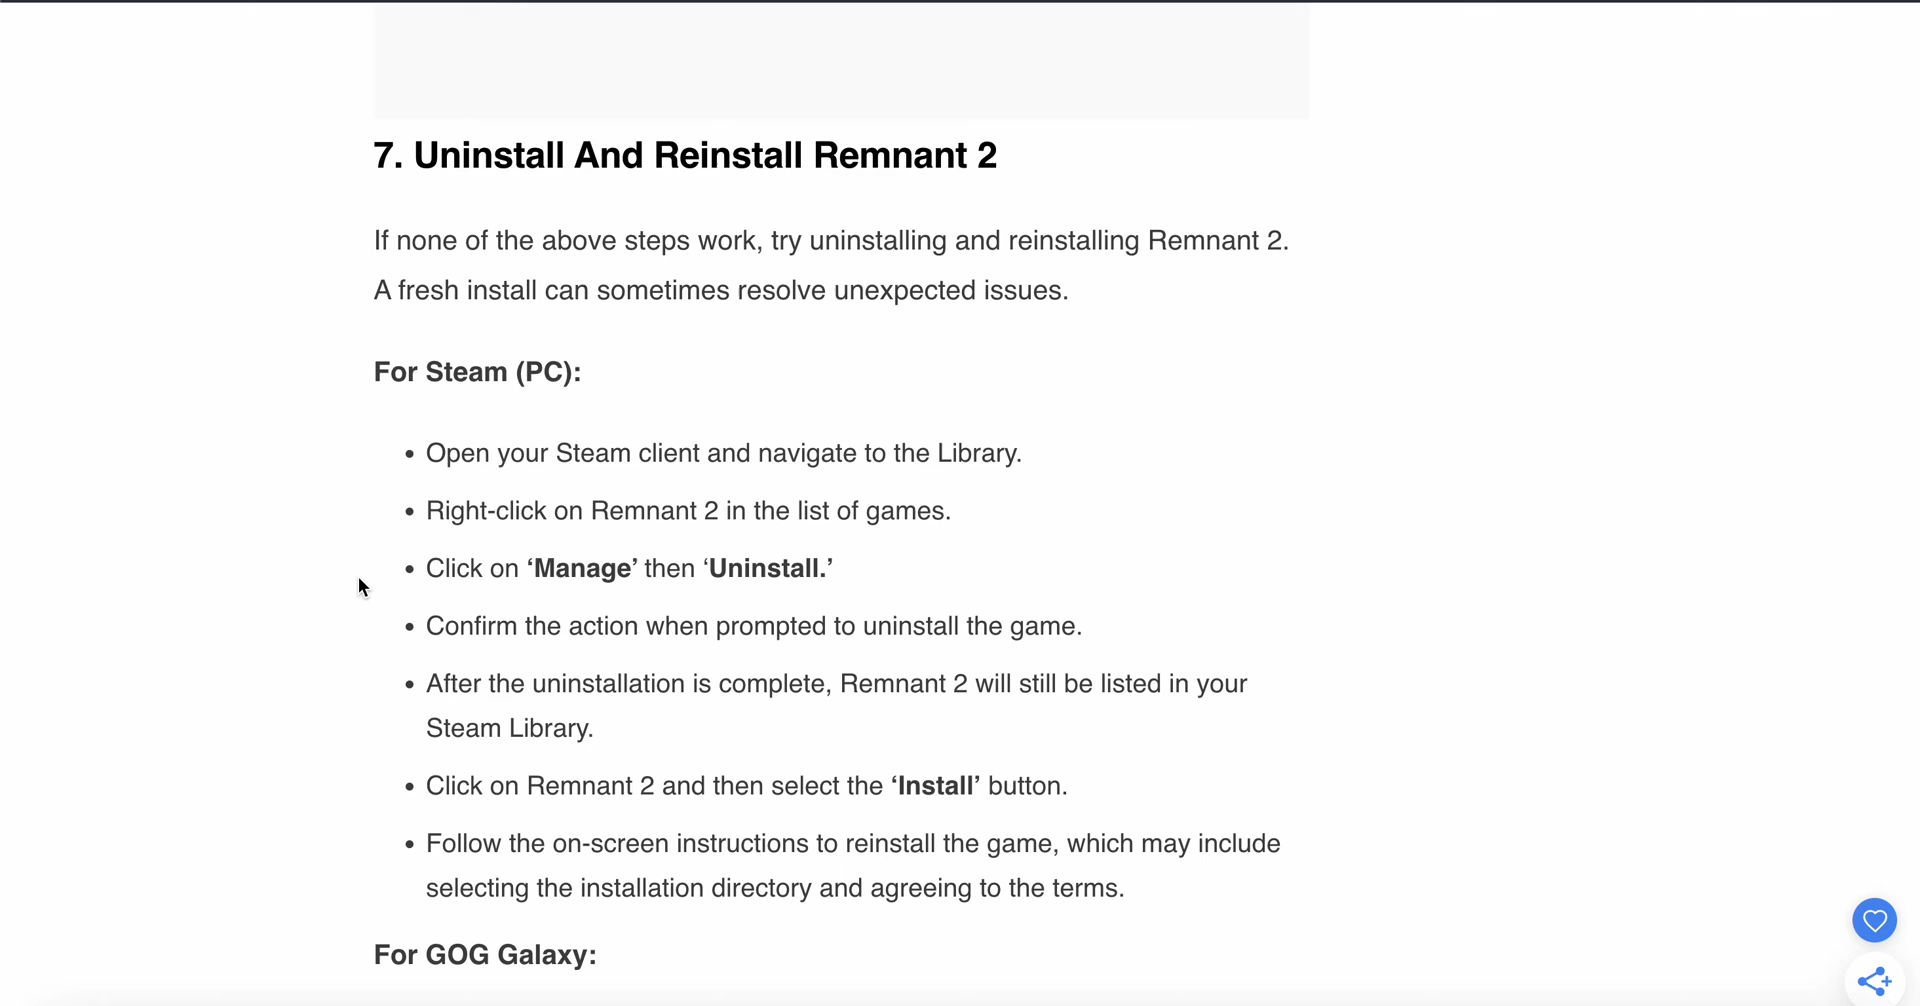 7. Uninstall And Reinstall Remnant 2
If none of the above steps work, try uninstalling and reinstalling Remnant 2.
A fresh install can sometimes resolve unexpected issues.
For Steam (PC):
• Open your Steam client and navigate to the Library.
• Right-click on Remnant 2 in the list of games.
• Click on ‘Manage’ then ‘Uninstall.’
• Confirm the action when prompted to uninstall the game.
• After the uninstallation is complete, Remnant 2 will still be listed in your
Steam Library.
• Click on Remnant 2 and then select the ‘Install’ button.
• Follow the on-screen instructions to reinstall the game, which may include
selecting the installation directory and agreeing to the terms.
For GOG Galaxy: